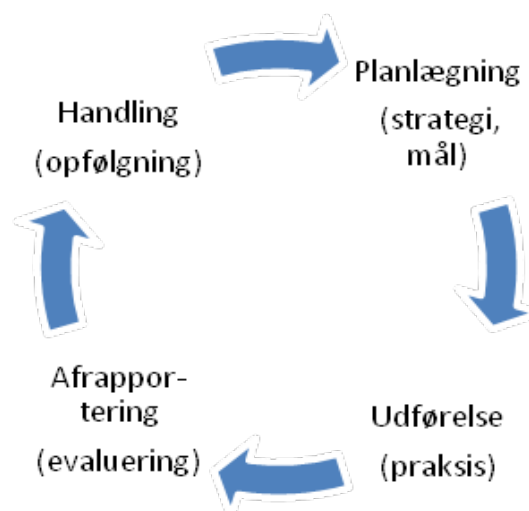 Planlægning
(strategi,
mål)
Udførelse
(praksis)
Afrappor-
tering
(evaluering)
Handling
(opfølgning)